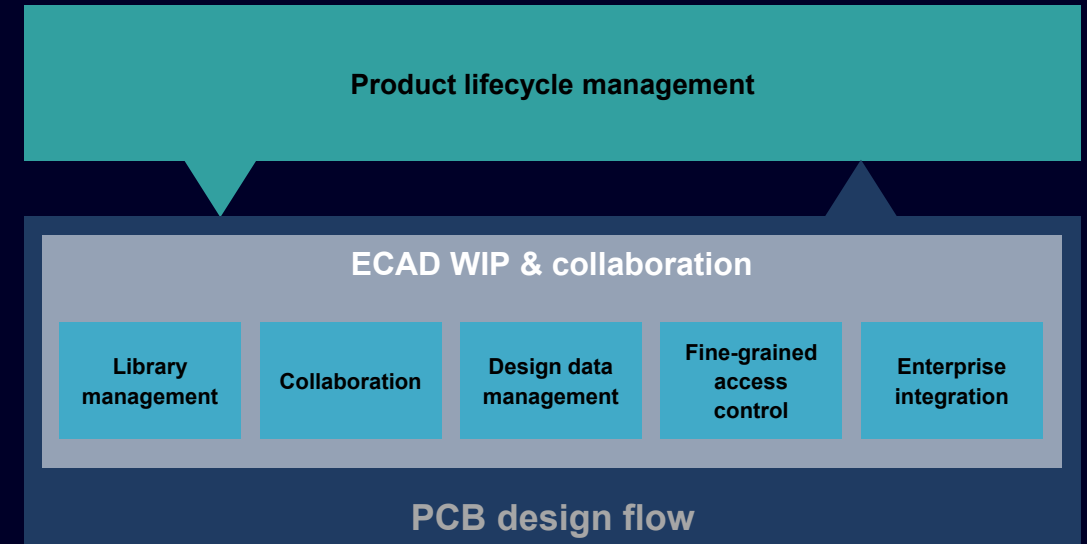 Product lifecycle management
ECAD WIP & collaboration
Library
management
Collaboration
Design data
management
Fine-grained
access
control
Enterprise
integration
PCB design flow